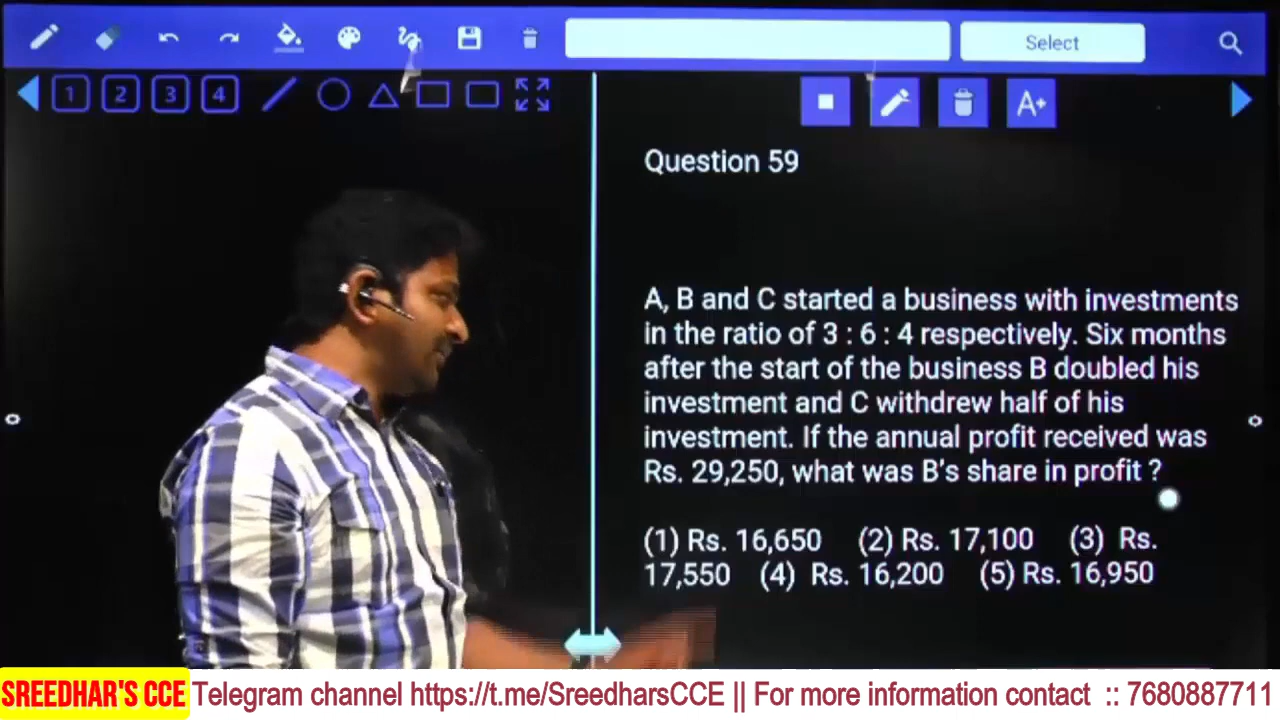 Select
1 2 3 4
A+
Question 59
A, B and C started a business with investments
in the ratio of 3 : 6 : 4 respectively. Six months
after the start of the business B doubled his
investment and C withdrew half of his
investment. If the annual profit received was
Rs. 29,250, what was B's share in profit ?
(1) Rs. 16,650 (2) Rs. 17,100 (3) Rs.
17,550 (4) Rs. 16,200 (5) Rs. 16,950
SREEDHAR'S CCE Telegram channel https://t.me/SreedharsCCE || For more information contact :: 7680887711